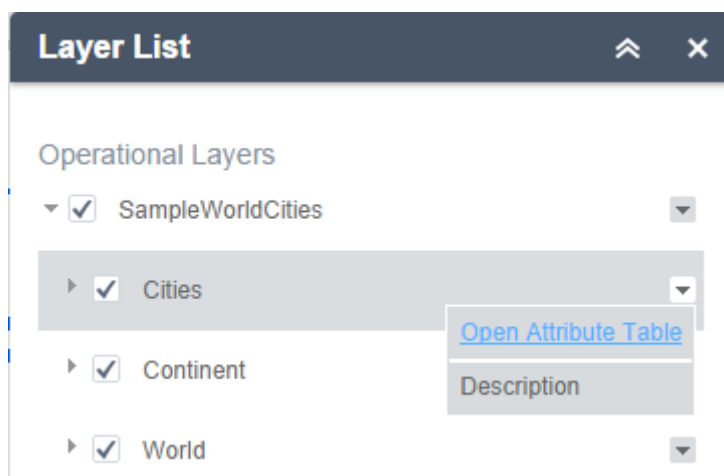 Layer List
Operational Layers
SampleWorldCities
Cities
Open Attribute Table
Continent
Description
World